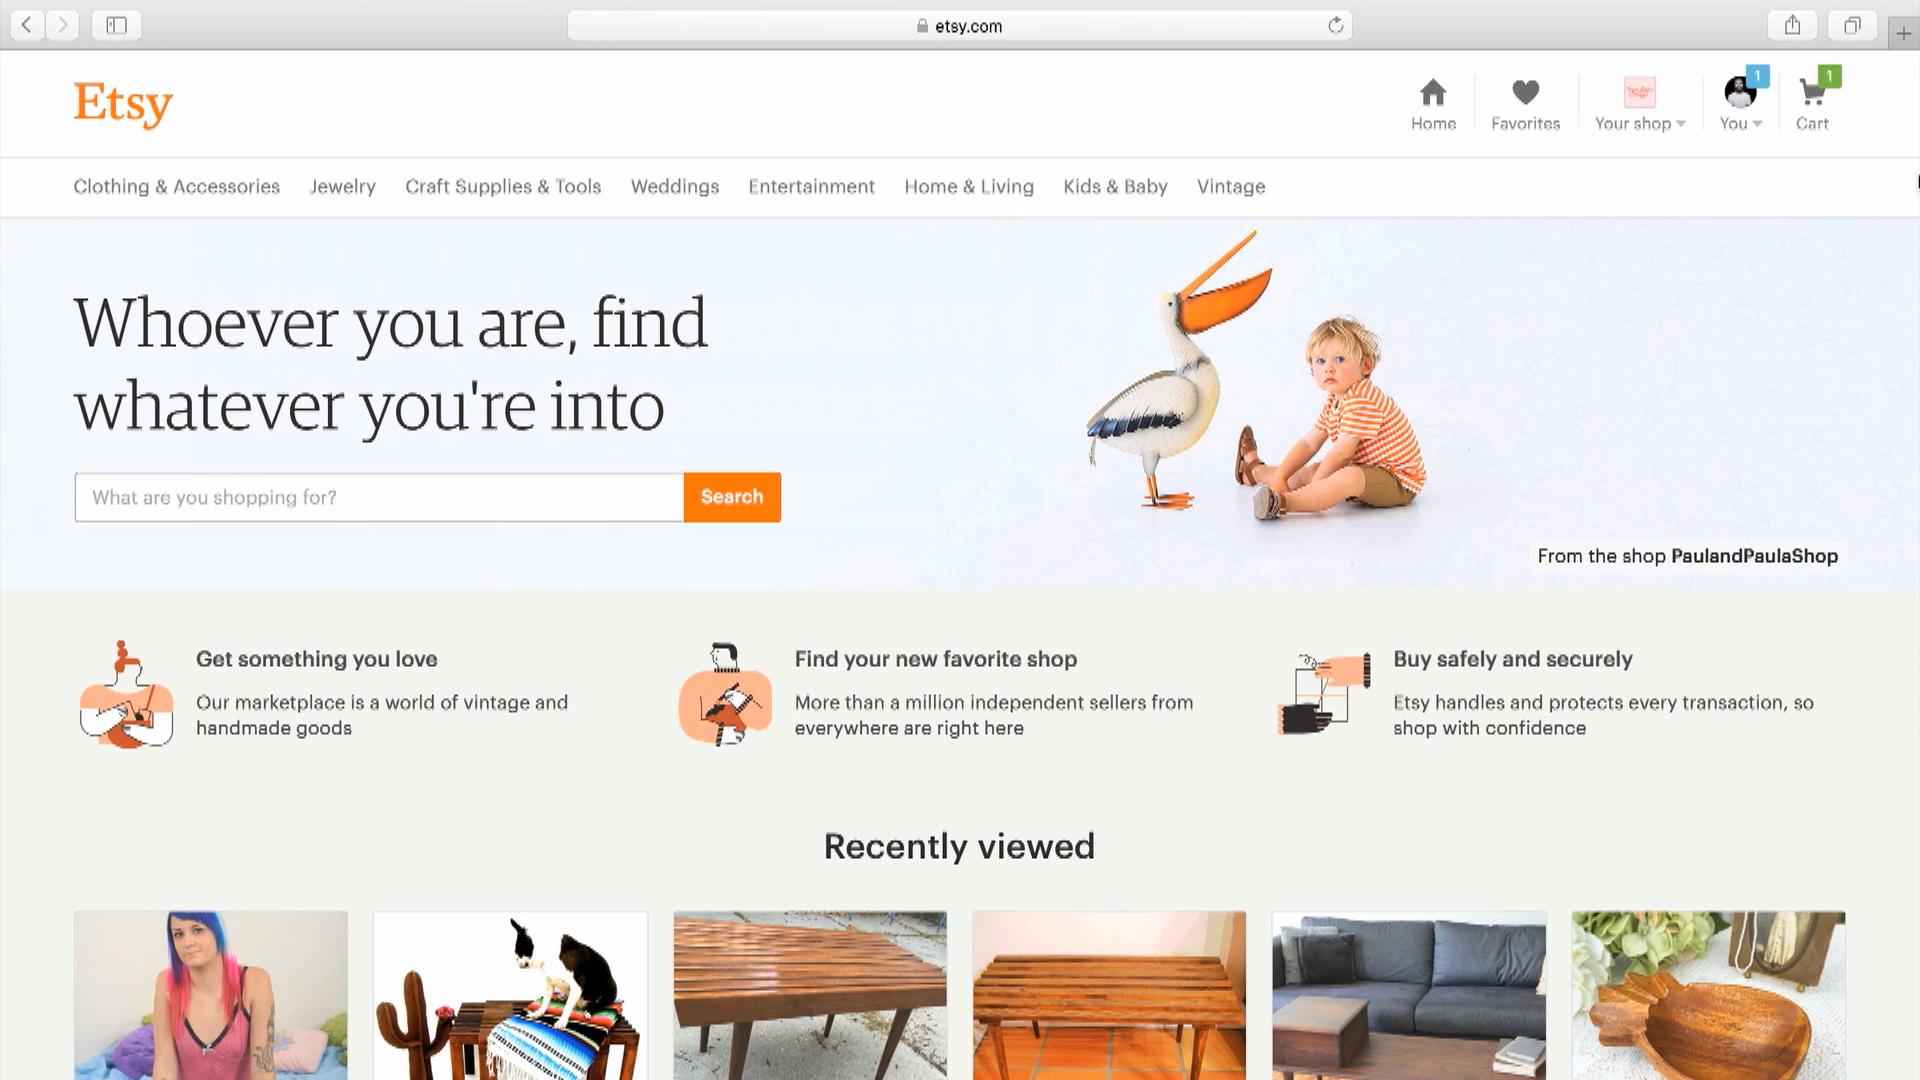 etsy.com
Etsy
1
1
Home
Favorites
Your shop
You
Cart
Clothing & Accessories
Jewelry
Craft Supplies & Tools
Weddings
Entertainment
Home & Living
Kids & Baby
Vintage
Whoever you are, find
whatever you're into
What are you shopping for?
Search
From the shop PaulandPaulaShop
Get something you love
Our marketplace is a world of vintage and
handmade goods
Find your new favorite shop
More than a million independent sellers from
everywhere are right here
Buy safely and securely
Etsy handles and protects every transaction, so
shop with confidence
Recently viewed